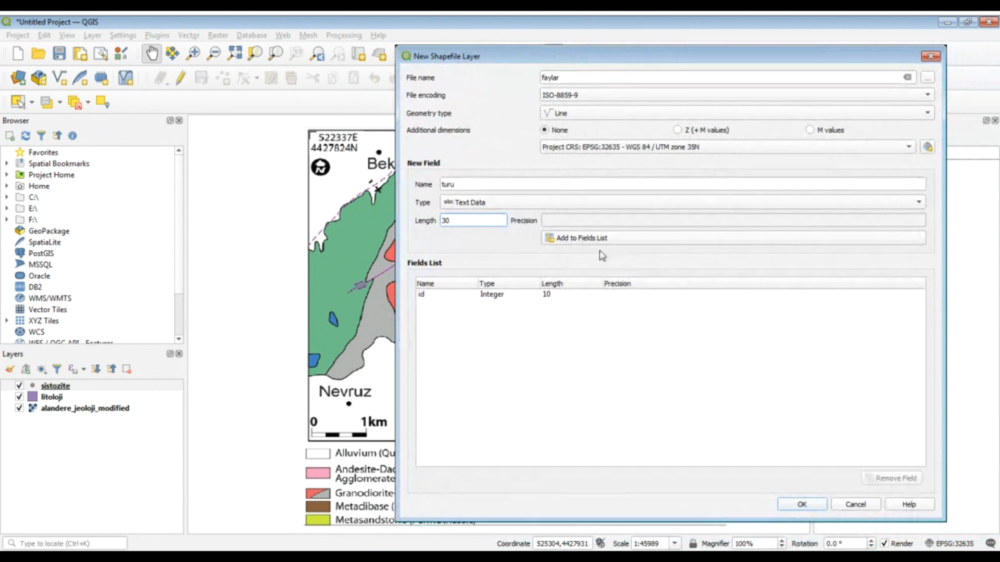 *Untitled Project — QGIS
Project Edit View Layer Settings Plugins Vector Raster Database Web Mesh Processing Help
New Shapefile Layer
File name faylar ...
File encoding ISO-8859-9
Geometry type Line
Additional dimensions None Z (+ M values) M values
Project CRS: EPSG:32635 - WGS 84 / UTM zone 35N
New Field
Name turu
Type abc Text Data
Length 30 Precision
Add to Fields List
Fields List
Name Type Length Precision
id Integer 10
Remove Field
OK Cancel Help
Browser
Favorites
Spatial Bookmarks
Project Home
Home
C:\
E:\
F:\
GeoPackage
SpatiaLite
PostGIS
MSSQL
Oracle
DB2
WMS/WMTS
Vector Tiles
XYZ Tiles
WCS
WFS / OGC API - Features
Layers
sistozite
litoloji
alandere_jeoloji_modified
522337E
4427824N
N
Bek
Nevruz
0 1km
Alluvium (Qu
Andesite-Dac
Agglomerate
Granodiorite-
Metadibase (
Metasandsto
Type to locate (Ctrl+K)
Coordinate 525304,4427931 Scale 1:45989 Magnifier 100% Rotation 0.0 ° Render EPSG:32635